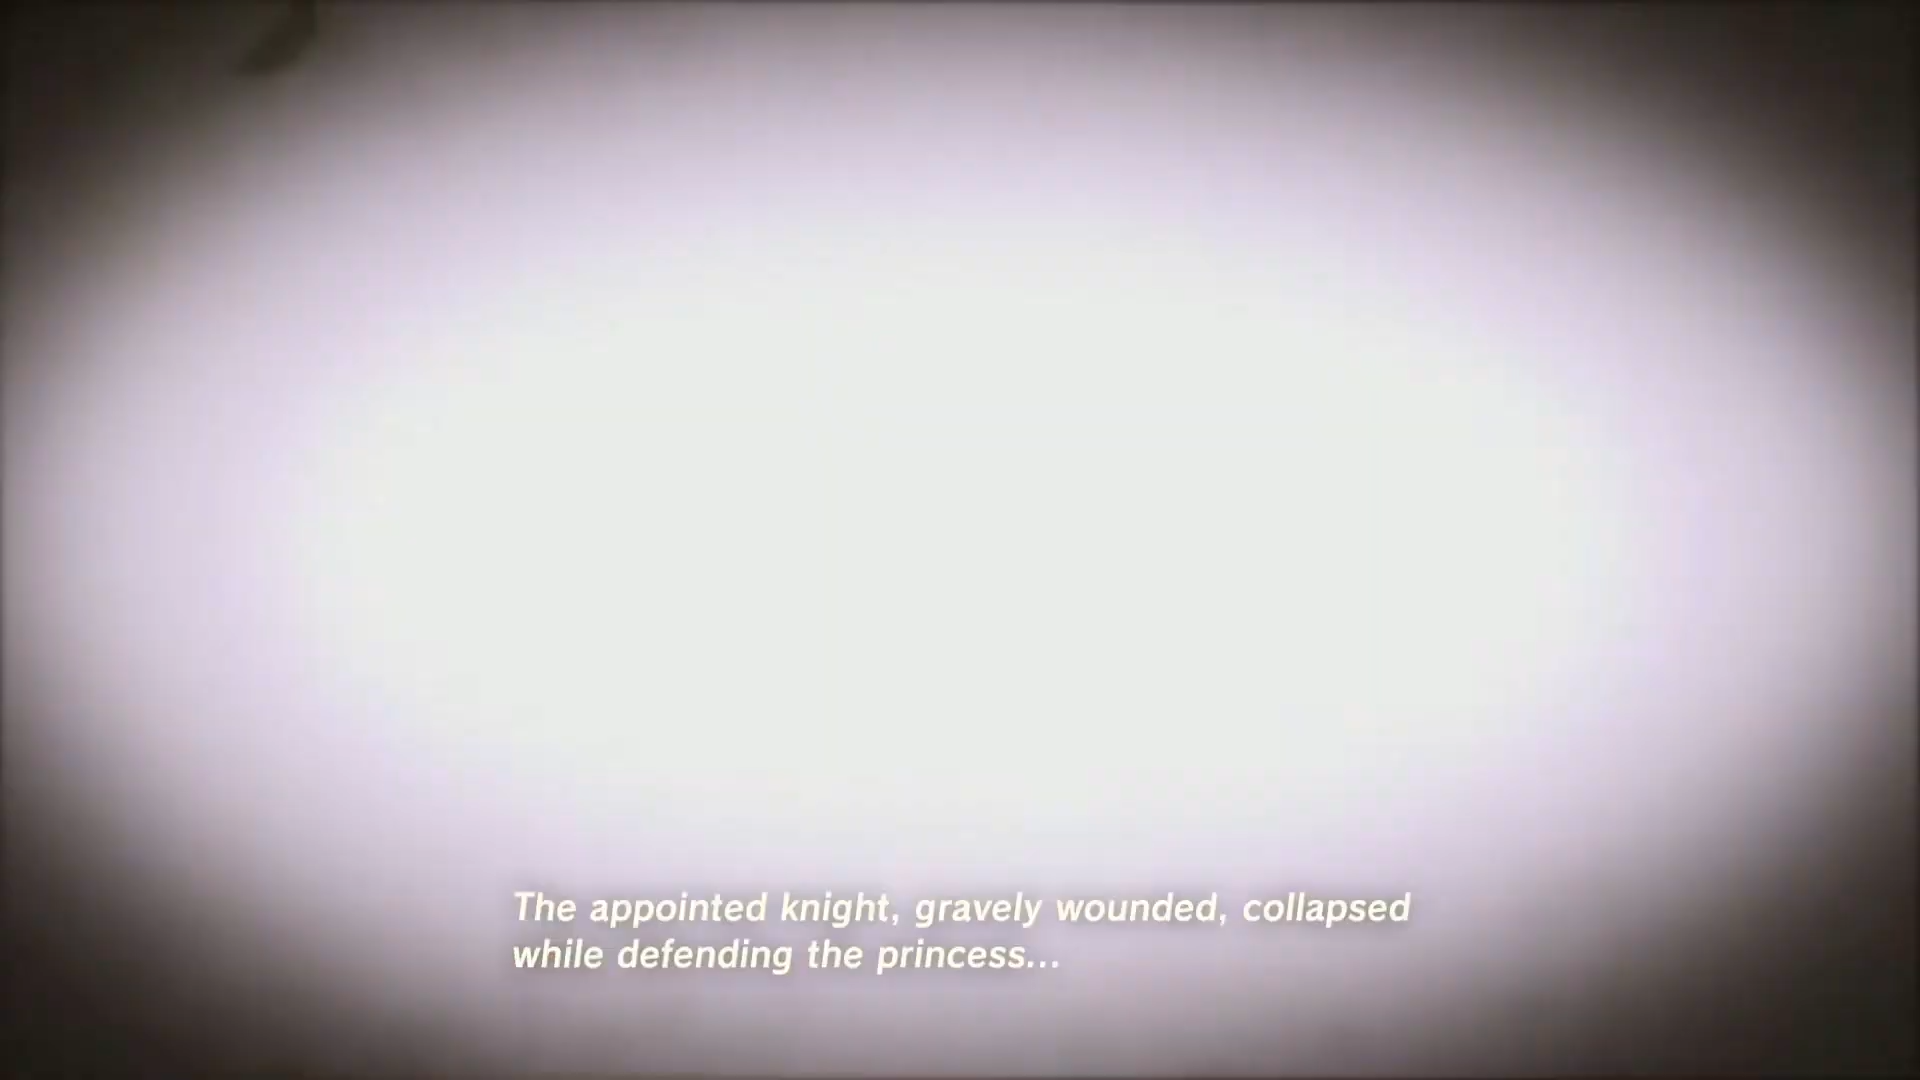 The appointed knight, gravely wounded, collapsed
while defending the princess...